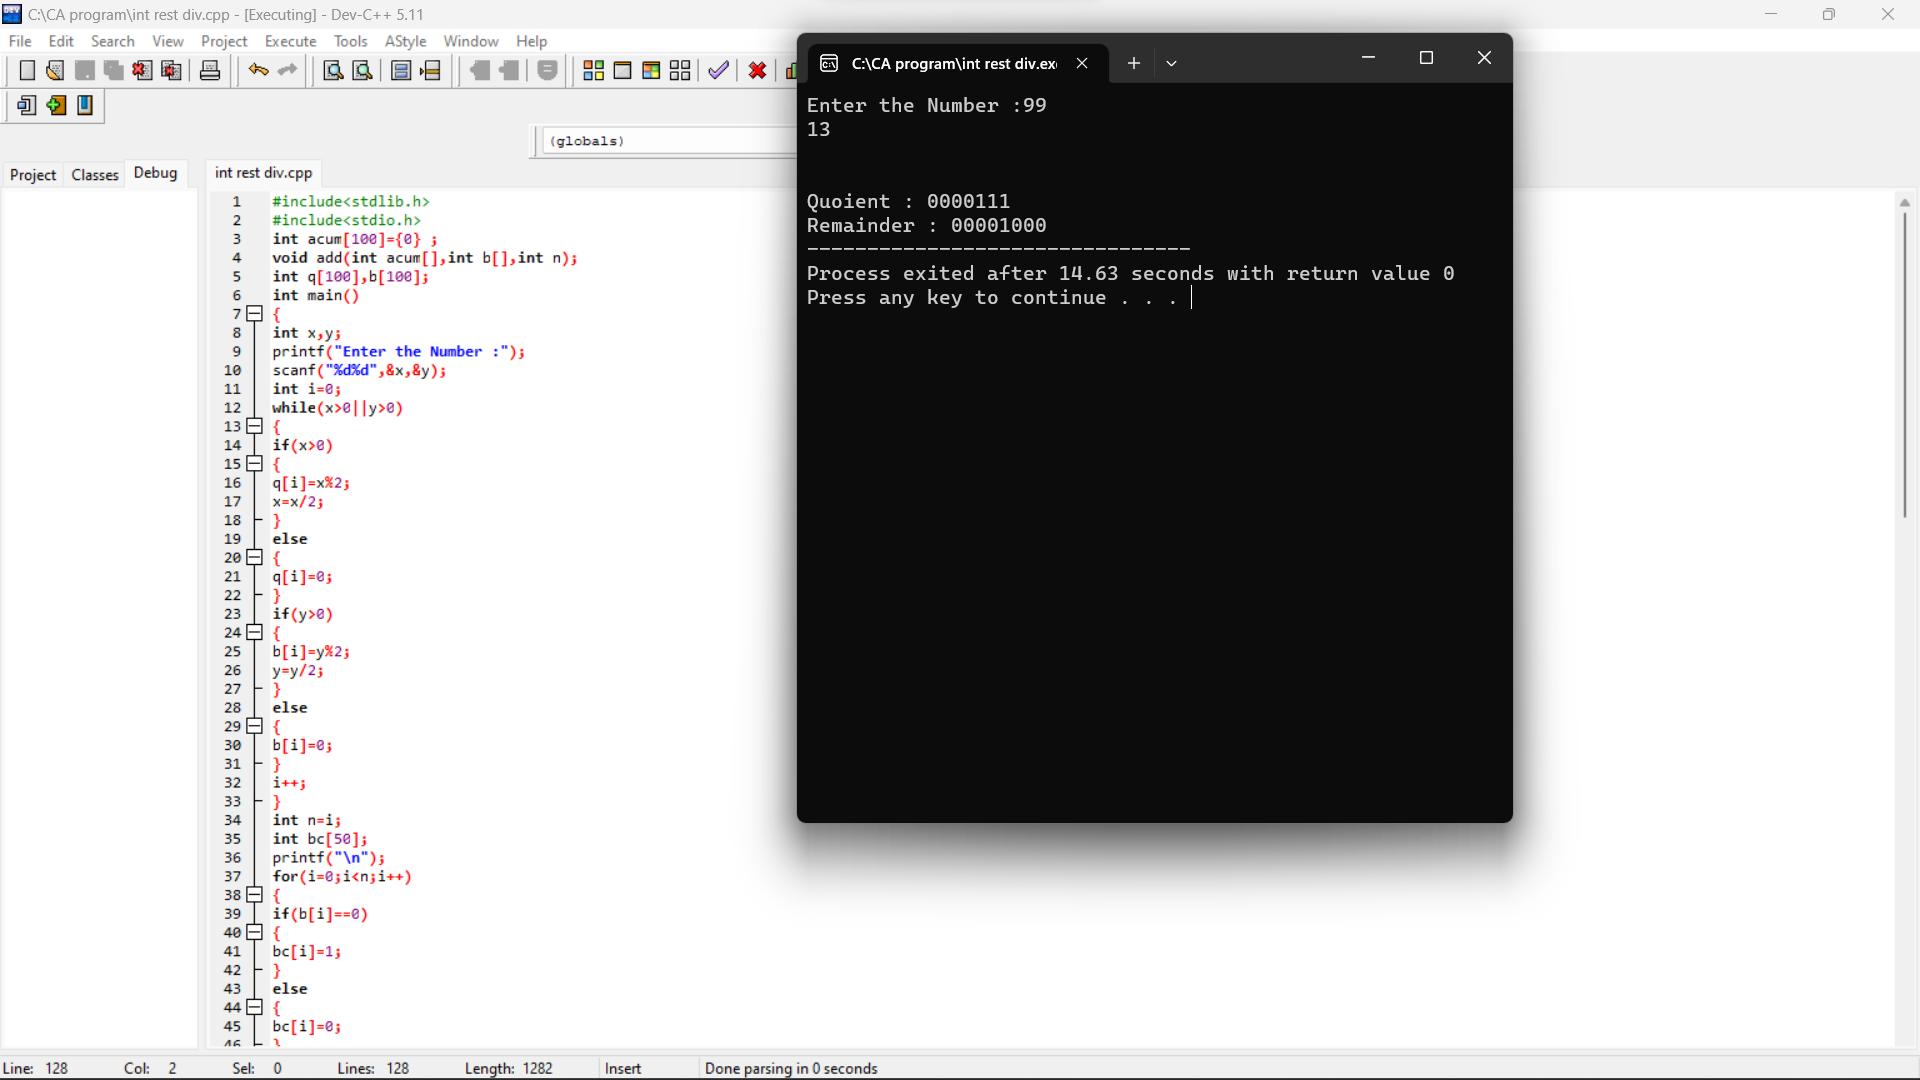 C:\CA program\int rest div.cpp - [Executing] - Dev-C++ 5.11
File Edit Search View Project Execute Tools AStyle Window Help
(globals)
Project Classes Debug
int rest div.cpp
1 #include<stdlib.h>
2 #include<stdio.h>
3 int acum[100]={0} ;
4 void add(int acum[],int b[],int n);
5 int q[100],b[100];
6 int main()
7 {
8 int x,y;
9 printf("Enter the Number :");
10 scanf("%d%d",&x,&y);
11 int i=0;
12 while(x>0||y>0)
13 {
14 if(x>0)
15 {
16 q[i]=x%2;
17 x=x/2;
18 }
19 else
20 {
21 q[i]=0;
22 }
23 if(y>0)
24 {
25 b[i]=y%2;
26 y=y/2;
27 }
28 else
29 {
30 b[i]=0;
31 }
32 i++;
33 }
34 int n=i;
35 int bc[50];
36 printf("\n");
37 for(i=0;i<n;i++)
38 {
39 if(b[i]==0)
40 {
41 bc[i]=1;
42 }
43 else
44 {
45 bc[i]=0;
46 }
C:\CA program\int rest div.ex
Enter the Number :99
13
Quoient : 0000111
Remainder : 00001000
--------------------------------
Process exited after 14.63 seconds with return value 0
Press any key to continue . . .
Line: 128 Col: 2 Sel: 0 Lines: 128 Length: 1282 Insert Done parsing in 0 seconds